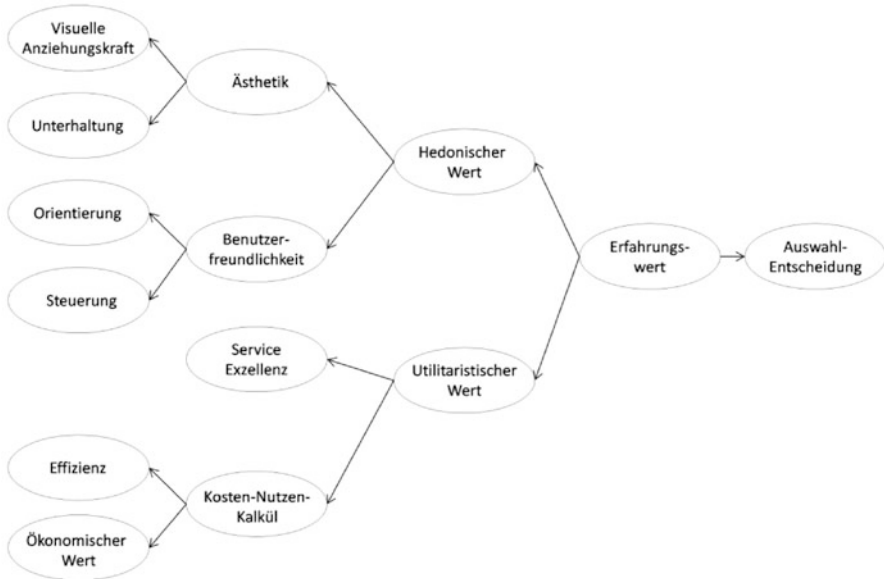 Visuelle
Anziehungskraft
Unterhaltung
Orientierung
Steuerung
Effizienz
Ökonomischer
Wert
Ästhetik
Benutzer-
freundlichkeit
Service
Exzellenz
Kosten-Nutzen-
Kalkül
Hedonischer
Wert
Utilitaristischer
Wert
Erfahrungs-
wert
Auswahl-
Entscheidung